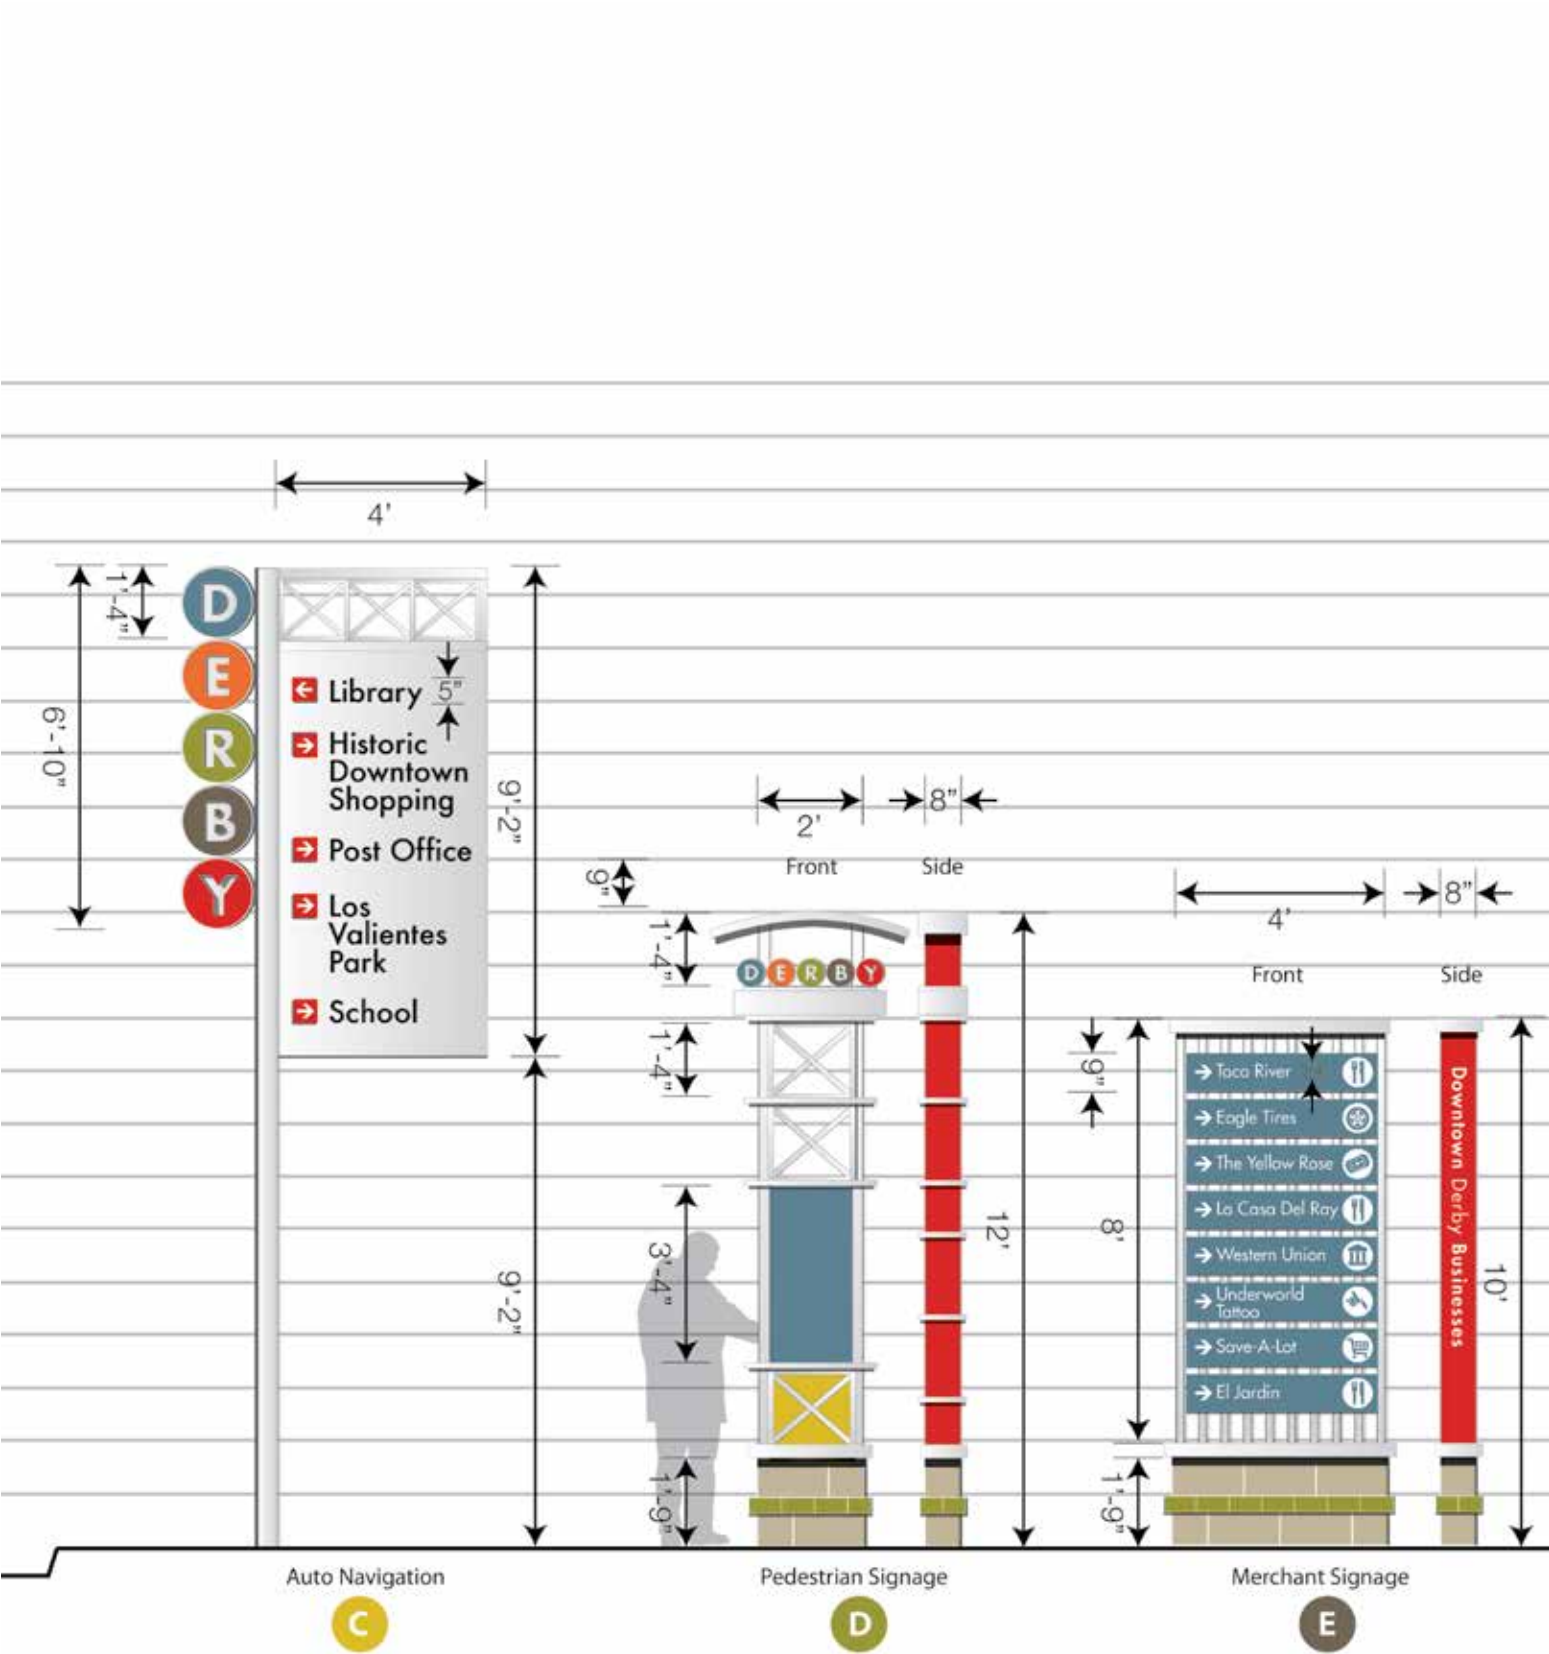 4'
1'-4"
6'-10"
D
E
R
B
Y
Library
5"
Historic
Downtown
Shopping
Post Office
Los
Valientes
Park
School
9'-2"
9'-2"
Auto Navigation
C
2'
8"
Front
Side
9"
1'-4"
D E R B Y
1'-4"
3'-4"
12'
1'-9"
Pedestrian Signage
D
4'
8"
Front
Side
9"
8'
Taco River
Eagle Tires
The Yellow Rose
La Casa Del Ray
Western Union
Underworld
Tattoo
Save-A-Lot
El Jardin
Downtown Derby Businesses
10'
1'-9"
Merchant Signage
E